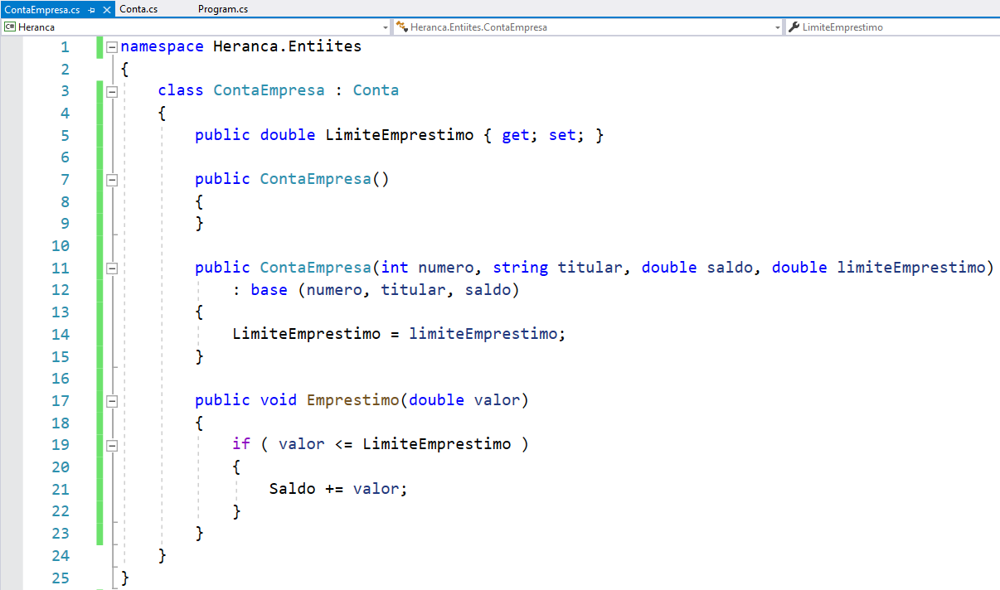 ContaEmpresa.cs Conta.cs Program.cs
C# Heranca Heranca.Entiites.ContaEmpresa LimiteEmprestimo
1 namespace Heranca.Entiites
2 {
3 class ContaEmpresa : Conta
4 {
5 public double LimiteEmprestimo { get; set; }
6
7 public ContaEmpresa()
8 {
9 }
10
11 public ContaEmpresa(int numero, string titular, double saldo, double limiteEmprestimo)
12 : base (numero, titular, saldo)
13 {
14 LimiteEmprestimo = limiteEmprestimo;
15 }
16
17 public void Emprestimo(double valor)
18 {
19 if ( valor <= LimiteEmprestimo )
20 {
21 Saldo += valor;
22 }
23 }
24 }
25 }